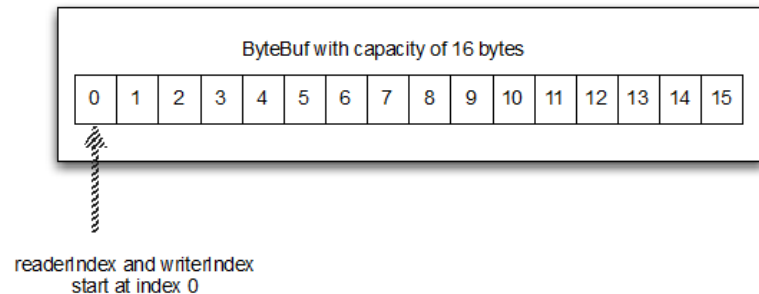 ByteBuf with capacity of 16 bytes
0 1 2 3 4 5 6 7 8 9 10 11 12 13 14 15
readerIndex and writerIndex
start at index 0